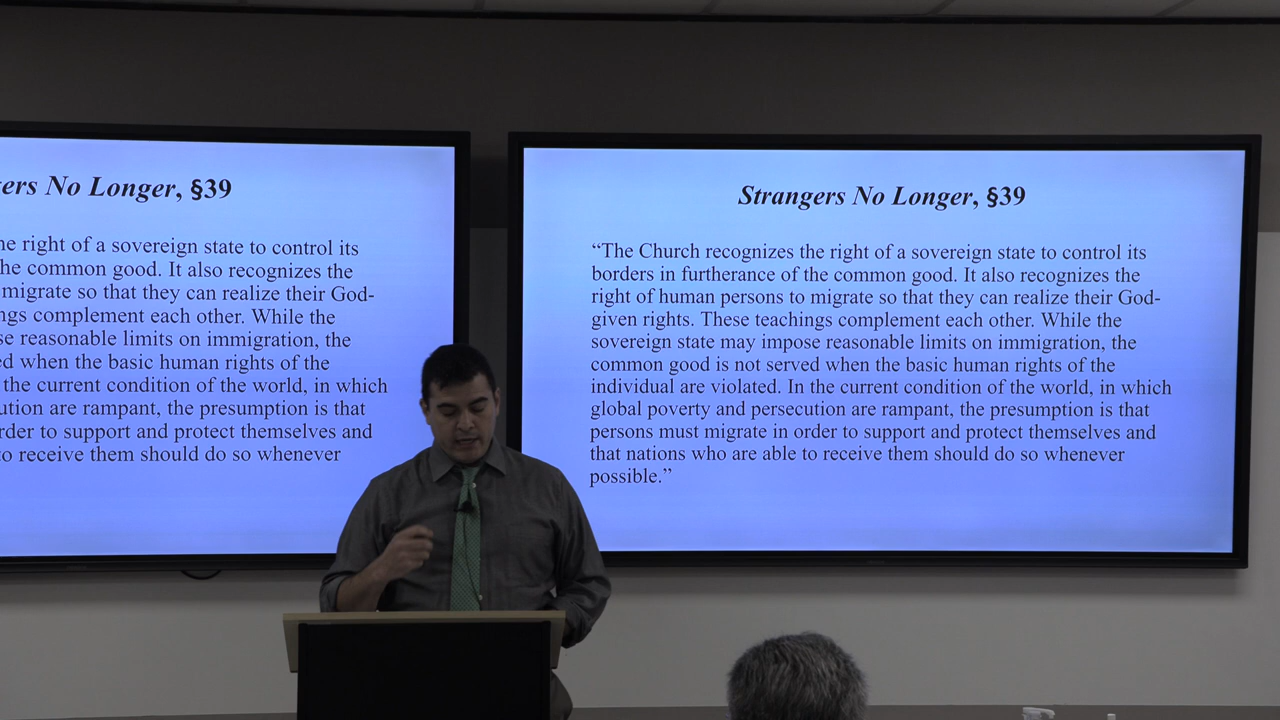 ers No Longer, §39
he right of a sovereign state to control its
he common good. It also recognizes the
migrate so that they can realize their God-
ngs complement each other. While the
se reasonable limits on immigration, the
ed when the basic human rights of the
the current condition of the world, in which
ution are rampant, the presumption is that
rder to support and protect themselves and
to receive them should do so whenever
Strangers No Longer, §39
“The Church recognizes the right of a sovereign state to control its
borders in furtherance of the common good. It also recognizes the
right of human persons to migrate so that they can realize their God-
given rights. These teachings complement each other. While the
sovereign state may impose reasonable limits on immigration, the
common good is not served when the basic human rights of the
individual are violated. In the current condition of the world, in which
global poverty and persecution are rampant, the presumption is that
persons must migrate in order to support and protect themselves and
that nations who are able to receive them should do so whenever
possible.”